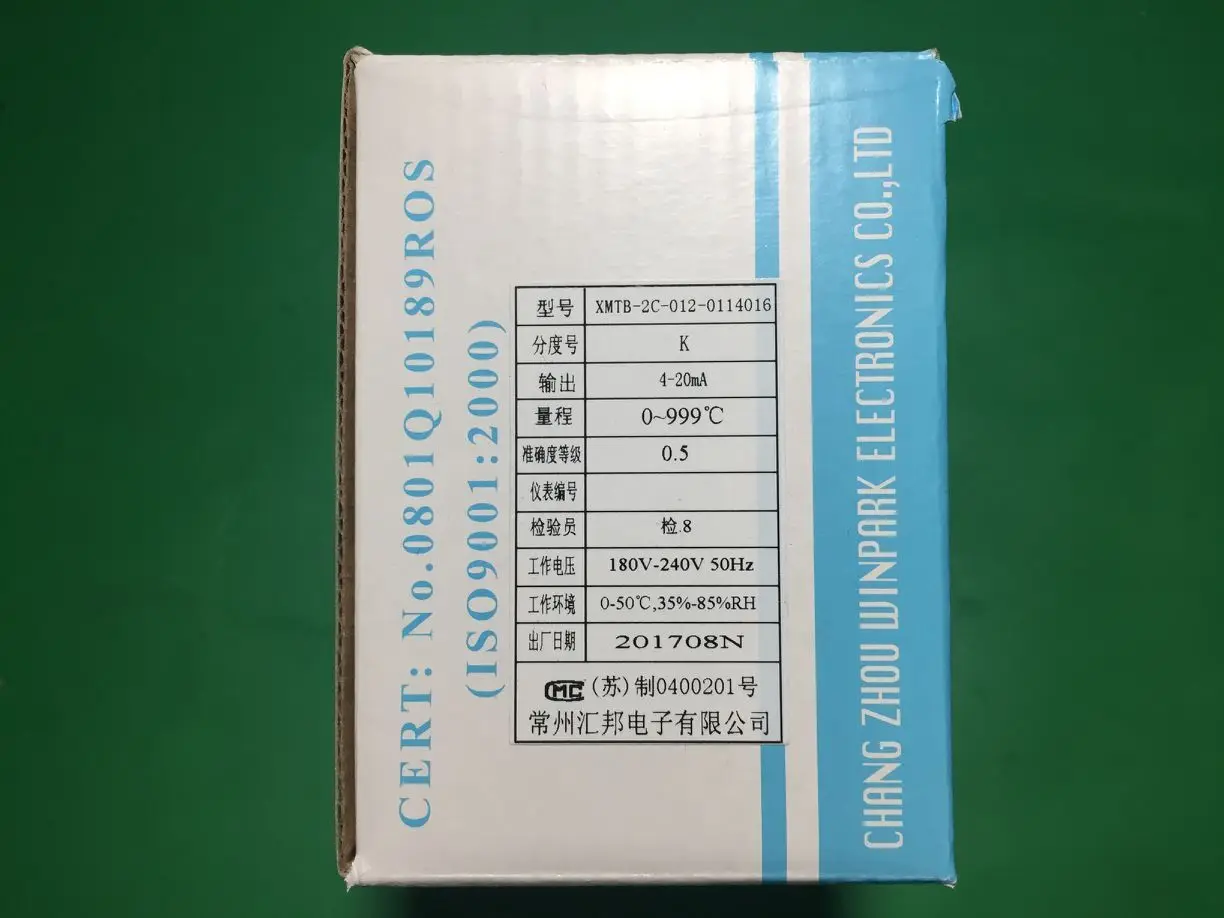 CERT: No.0801Q10189ROS
(ISO9001:2000)
型号 XMTB-2C-012-0114016
分度号 K
输出 4-20mA
量程 0~999℃
准确度等级 0.5
仪表编号
检验员 检.8
工作电压 180V-240V 50Hz
工作环境 0-50℃,35%-85%RH
出厂日期 201708N
MC (苏)制0400201号
常州汇邦电子有限公司
CHANG ZHOU WINPARK ELECTRONICS CO.,LTD